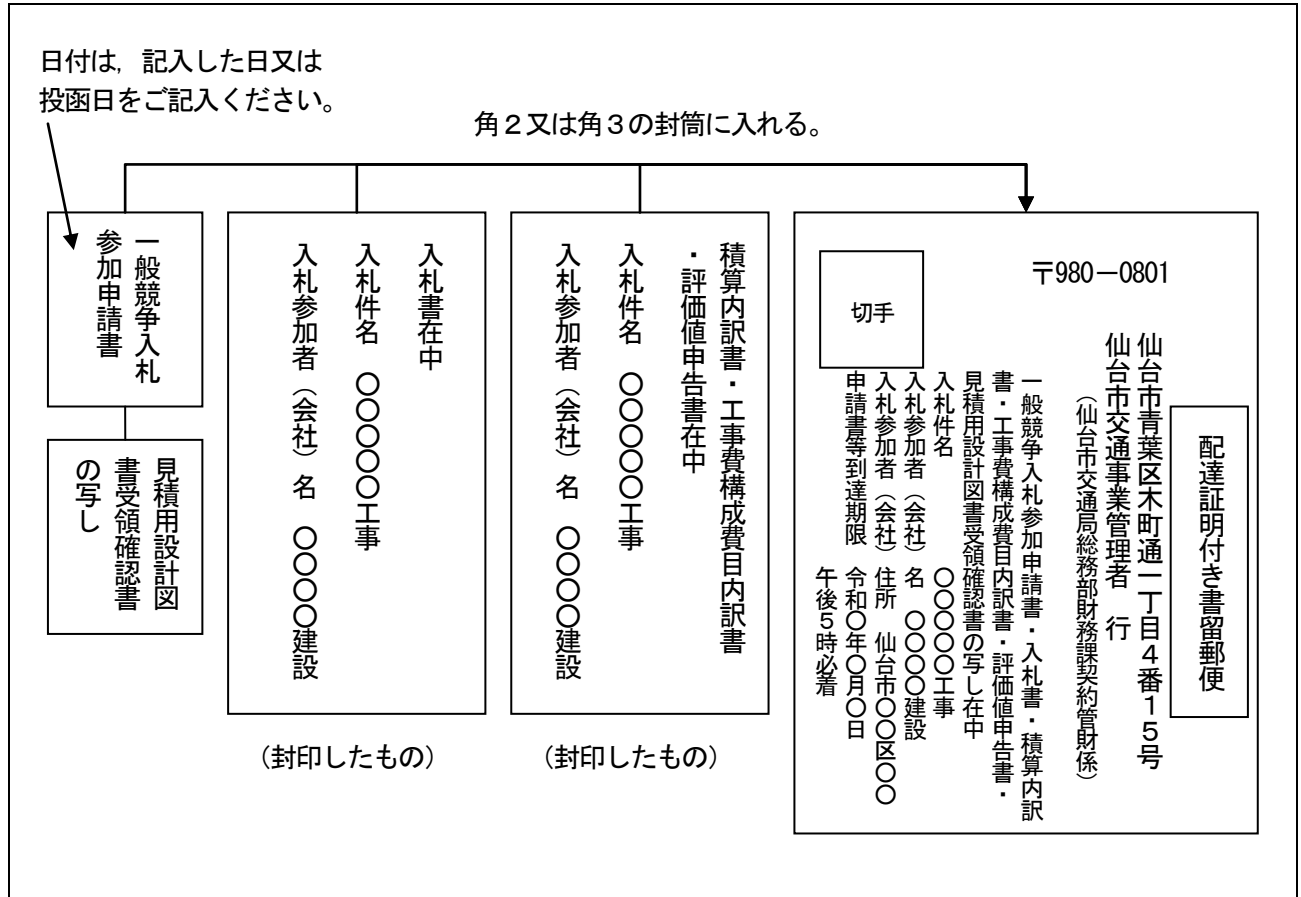 日付は，記入した日又は
投函日をご記入ください。
角２又は角３の封筒に入れる。
一般競争入札
参加申請書
見積用設計図
書受領確認書
の写し
入札書在中
入札件名　〇〇〇〇〇工事
入札参加者（会社）名　〇〇〇〇建設
（封印したもの）
積算内訳書・工事費構成費目内訳書
・評価値申告書在中
入札件名　〇〇〇〇〇工事
入札参加者（会社）名　〇〇〇〇建設
（封印したもの）
配達証明付き書留郵便
〒980－0801
仙台市青葉区木町通一丁目４番１５号
仙台市交通事業管理者　行
（仙台市交通局総務部財務課契約管財係）
切手
一般競争入札参加申請書・入札書・積算内訳
書・工事費構成費目内訳書・評価値申告書・
見積用設計図書受領確認書の写し在中
入札件名　〇〇〇〇〇工事
入札参加者（会社）名　〇〇〇〇建設
入札参加者（会社）住所　仙台市〇〇区〇〇
申請書等到達期限　令和〇年〇月〇日
午後５時必着